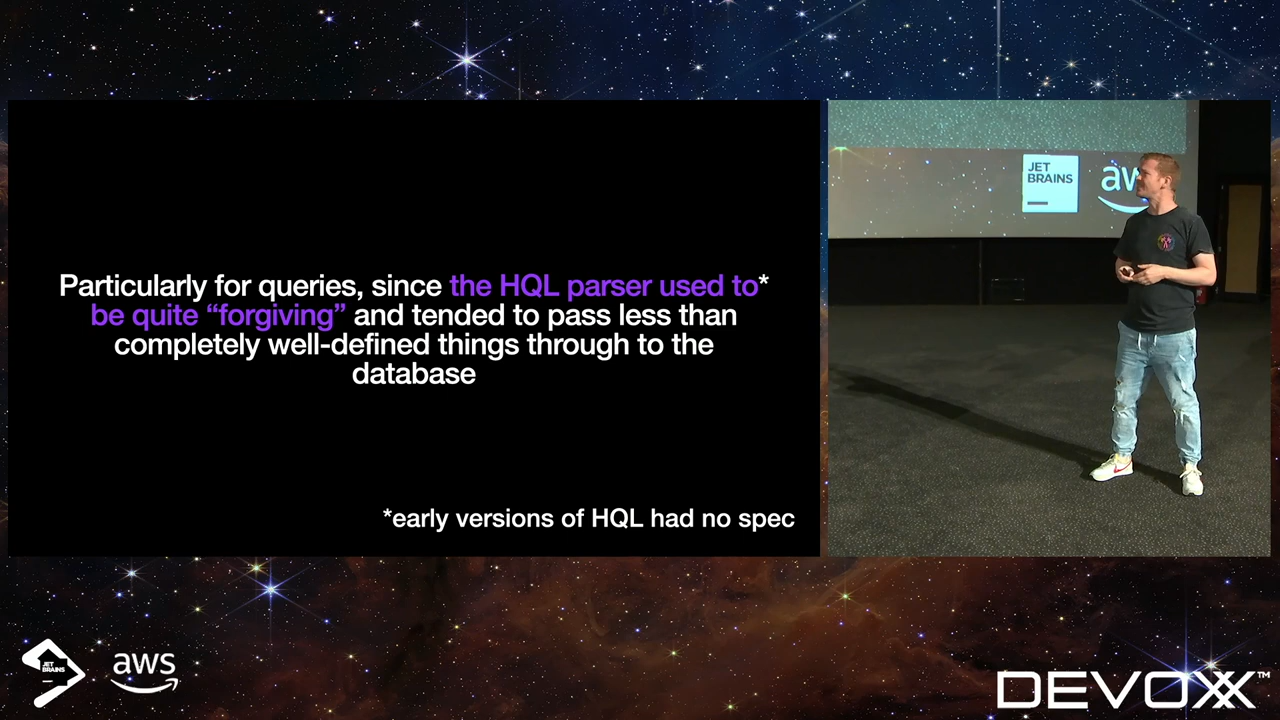 Particularly for queries, since the HQL parser used to*
be quite “forgiving” and tended to pass less than
completely well-defined things through to the
database
*early versions of HQL had no spec
JET
BRAINS
aw
JET
BRAINS
aws
DEVOXX™